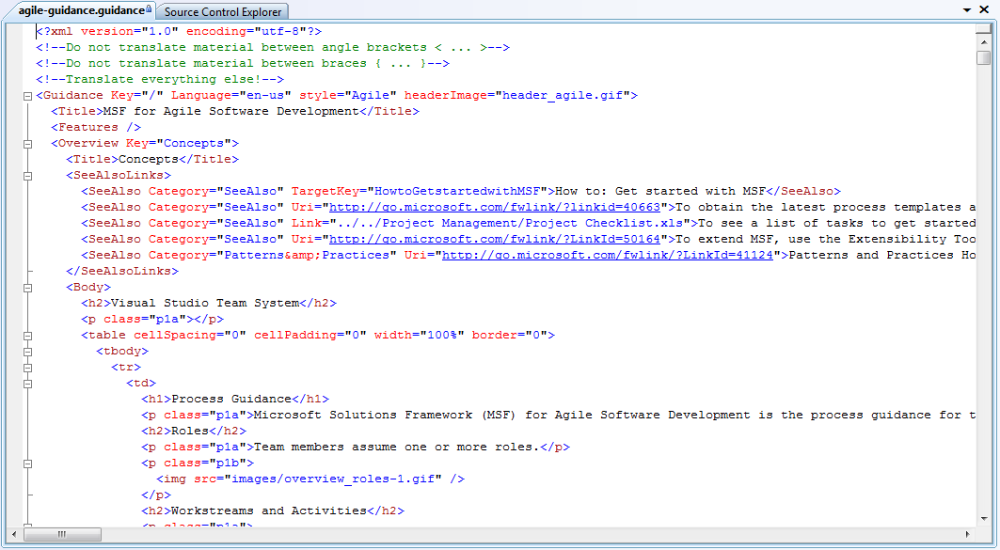 agile-guidance.guidance Source Control Explorer
<?xml version="1.0" encoding="utf-8"?>
<!--Do not translate material between angle brackets < ... >-->
<!--Do not translate material between braces { ... }-->
<!--Translate everything else!-->
<Guidance Key="/" Language="en-us" style="Agile" headerImage="header_agile.gif">
<Title>MSF for Agile Software Development</Title>
<Features />
<Overview Key="Concepts">
<Title>Concepts</Title>
<SeeAlsoLinks>
<SeeAlso Category="SeeAlso" TargetKey="HowtoGetstartedwithMSF">How to: Get started with MSF</SeeAlso>
<SeeAlso Category="SeeAlso" Uri="http://go.microsoft.com/fwlink/?linkid=40663">To obtain the latest process templates a
<SeeAlso Category="SeeAlso" Link="../../Project Management/Project Checklist.xls">To see a list of tasks to get started
<SeeAlso Category="SeeAlso" Uri="http://go.microsoft.com/fwlink/?LinkId=50164">To extend MSF, use the Extensibility Too
<SeeAlso Category="Patterns&amp;Practices" Uri="http://go.microsoft.com/fwlink/?LinkId=41124">Patterns and Practices Ho
</SeeAlsoLinks>
<Body>
<h2>Visual Studio Team System</h2>
<p class="p1a"></p>
<table cellSpacing="0" cellPadding="0" width="100%" border="0">
<tbody>
<tr>
<td>
<h1>Process Guidance</h1>
<p class="p1a">Microsoft Solutions Framework (MSF) for Agile Software Development is the process guidance for t
<h2>Roles</h2>
<p class="p1a">Team members assume one or more roles.</p>
<p class="p1b">
<img src="images/overview_roles-1.gif" />
</p>
<h2>Workstreams and Activities</h2>
<p class="p1a">